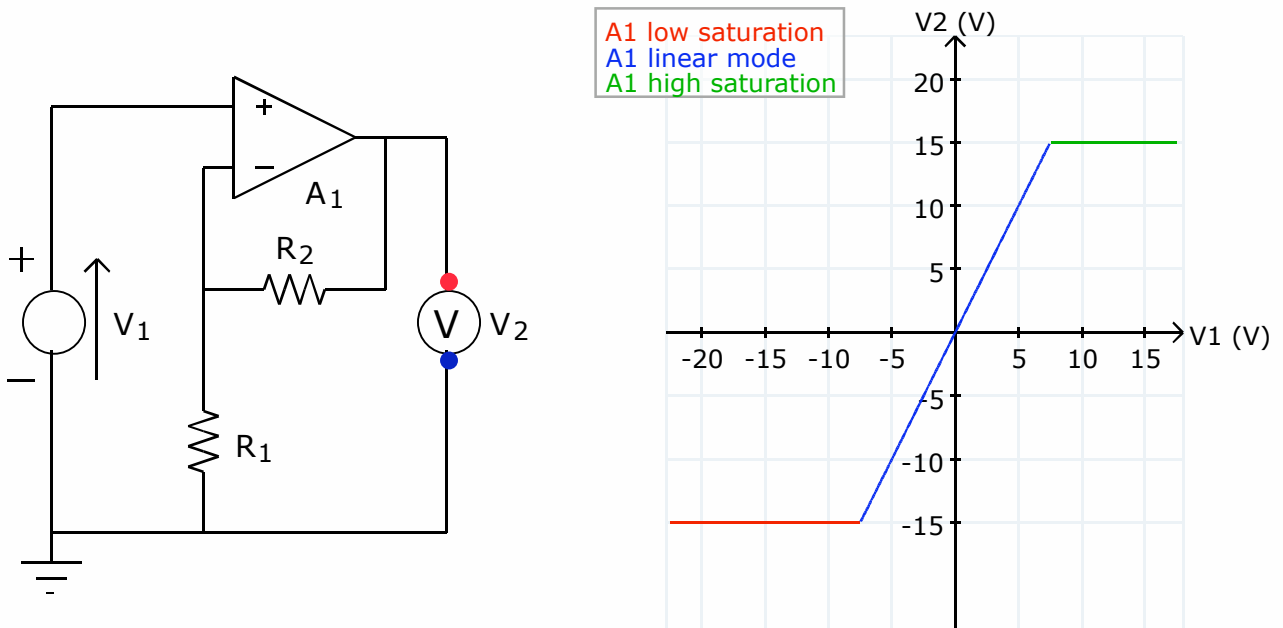 A1 low saturation
A1 linear mode
A1 high saturation
V2 (V)
20
15
10
5
-20 -15 -10 -5 5 10 15
V1 (V)
-5
-10
-15
+
−
A1
R2
+
V1
−
V
V2
R1